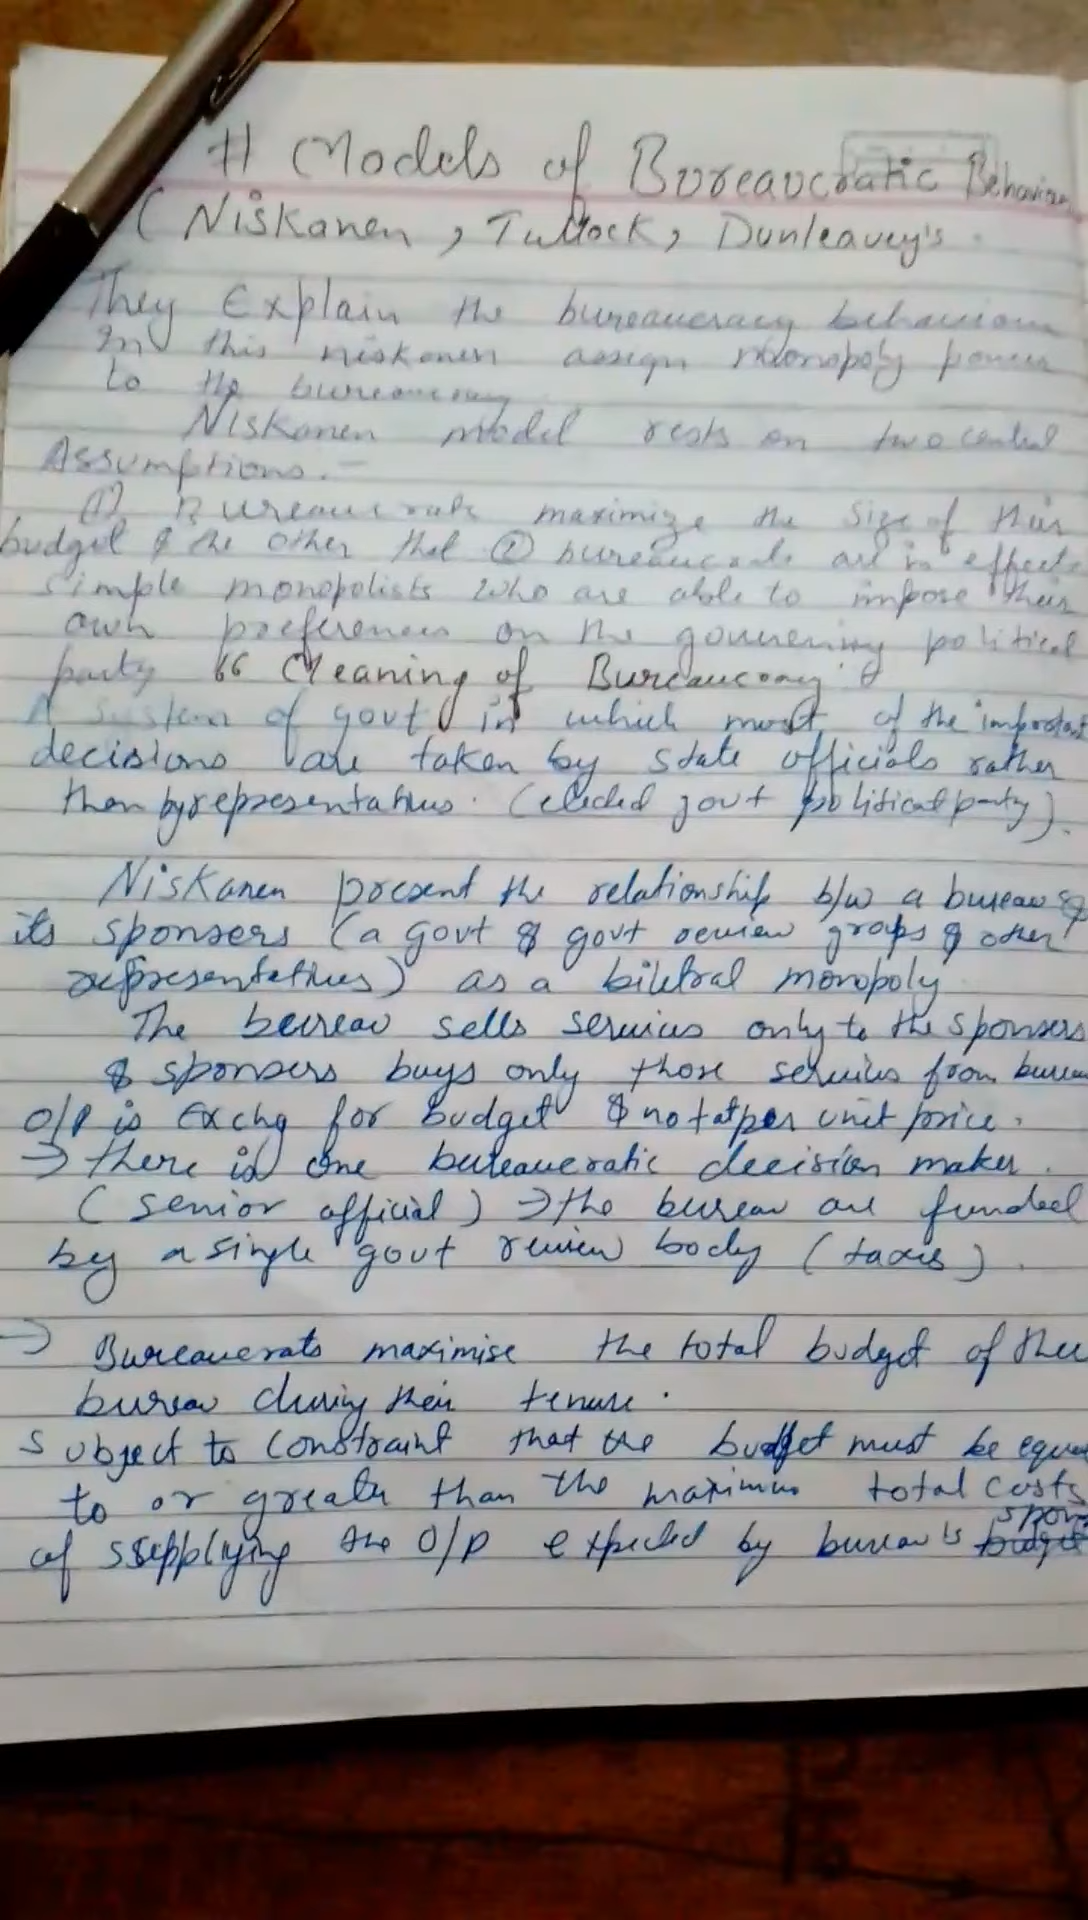 # Models of Bureaucratic Behaviour
(Niskanen, Tullock, Dunleavey's.
They Explain the bureaucracy behaviour
In this niskanen assign monopoly power
to the bureaucracy
Niskanen model rests on two central
Assumptions.-
① Bureaucrats maximize the size of their
budget & the other that ② bureaucrats are in effects
simple monopolists who are able to impose their
own preferences on the governing political
party "Meaning of Bureaucracy"
A system of govt in which most of the important
decisions are taken by state officials rather
then by representatives. (elected govt political party).
Niskanen present the relationship b/w a bureau &
its sponsers (a govt & govt review groups & other
representatives) as a biletral monopoly
The bureau sells services only to the sponsers
& sponsers buys only those services from bureau
O/P is Exchg for budget & not at per unit price.
→ there is one bureaucratic decision maker.
(senior official) → the bureau are funded
by a single govt review body (taxes).
→ Bureaucrats maximise the total budget of their
bureau during their tenure.
Subject to constraint that the budget must be equal
to or greater than the maximum total costs
of supplying the O/P expected by bureau's spon